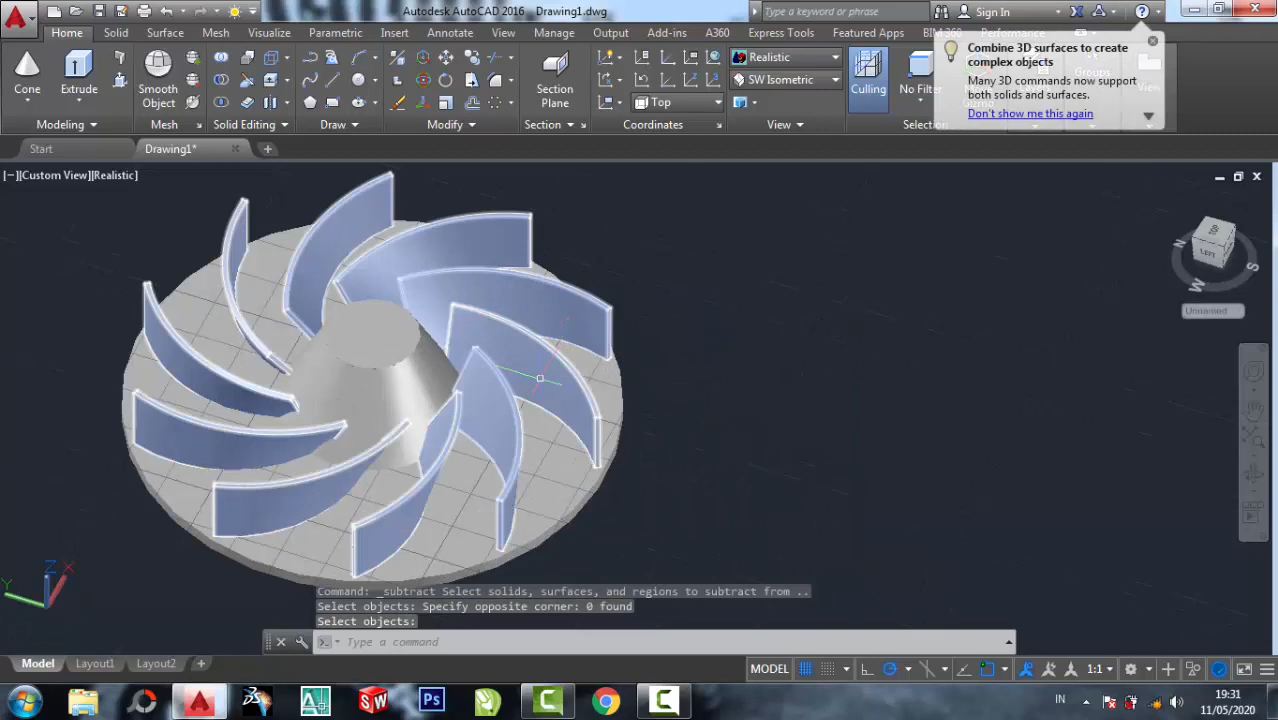 Autodesk AutoCAD 2016 Drawing1.dwg
Type a keyword or phrase
Sign In
Home Solid Surface Mesh Visualize Parametric Insert Annotate View Manage Output Add-ins A360 Express Tools Featured Apps BIM 360 Performance
Cone
Extrude
Smooth
Object
Section
Plane
Realistic
SW Isometric
Top
Culling
No Filter
Groups
View
Modeling
Mesh
Solid Editing
Draw
Modify
Section
Coordinates
View
Selection
Combine 3D surfaces to create
complex objects
Many 3D commands now support
both solids and surfaces.
Don't show me this again
Start
Drawing1*
[−][Custom View][Realistic]
TOP
LEFT
N
S
W
Unnamed
Z
X
Y
Command: _subtract Select solids, surfaces, and regions to subtract from ..
Select objects: Specify opposite corner: 0 found
Select objects:
Type a command
Model Layout1 Layout2
MODEL
1:1
SW
Ps
IN
19:31
11/05/2020